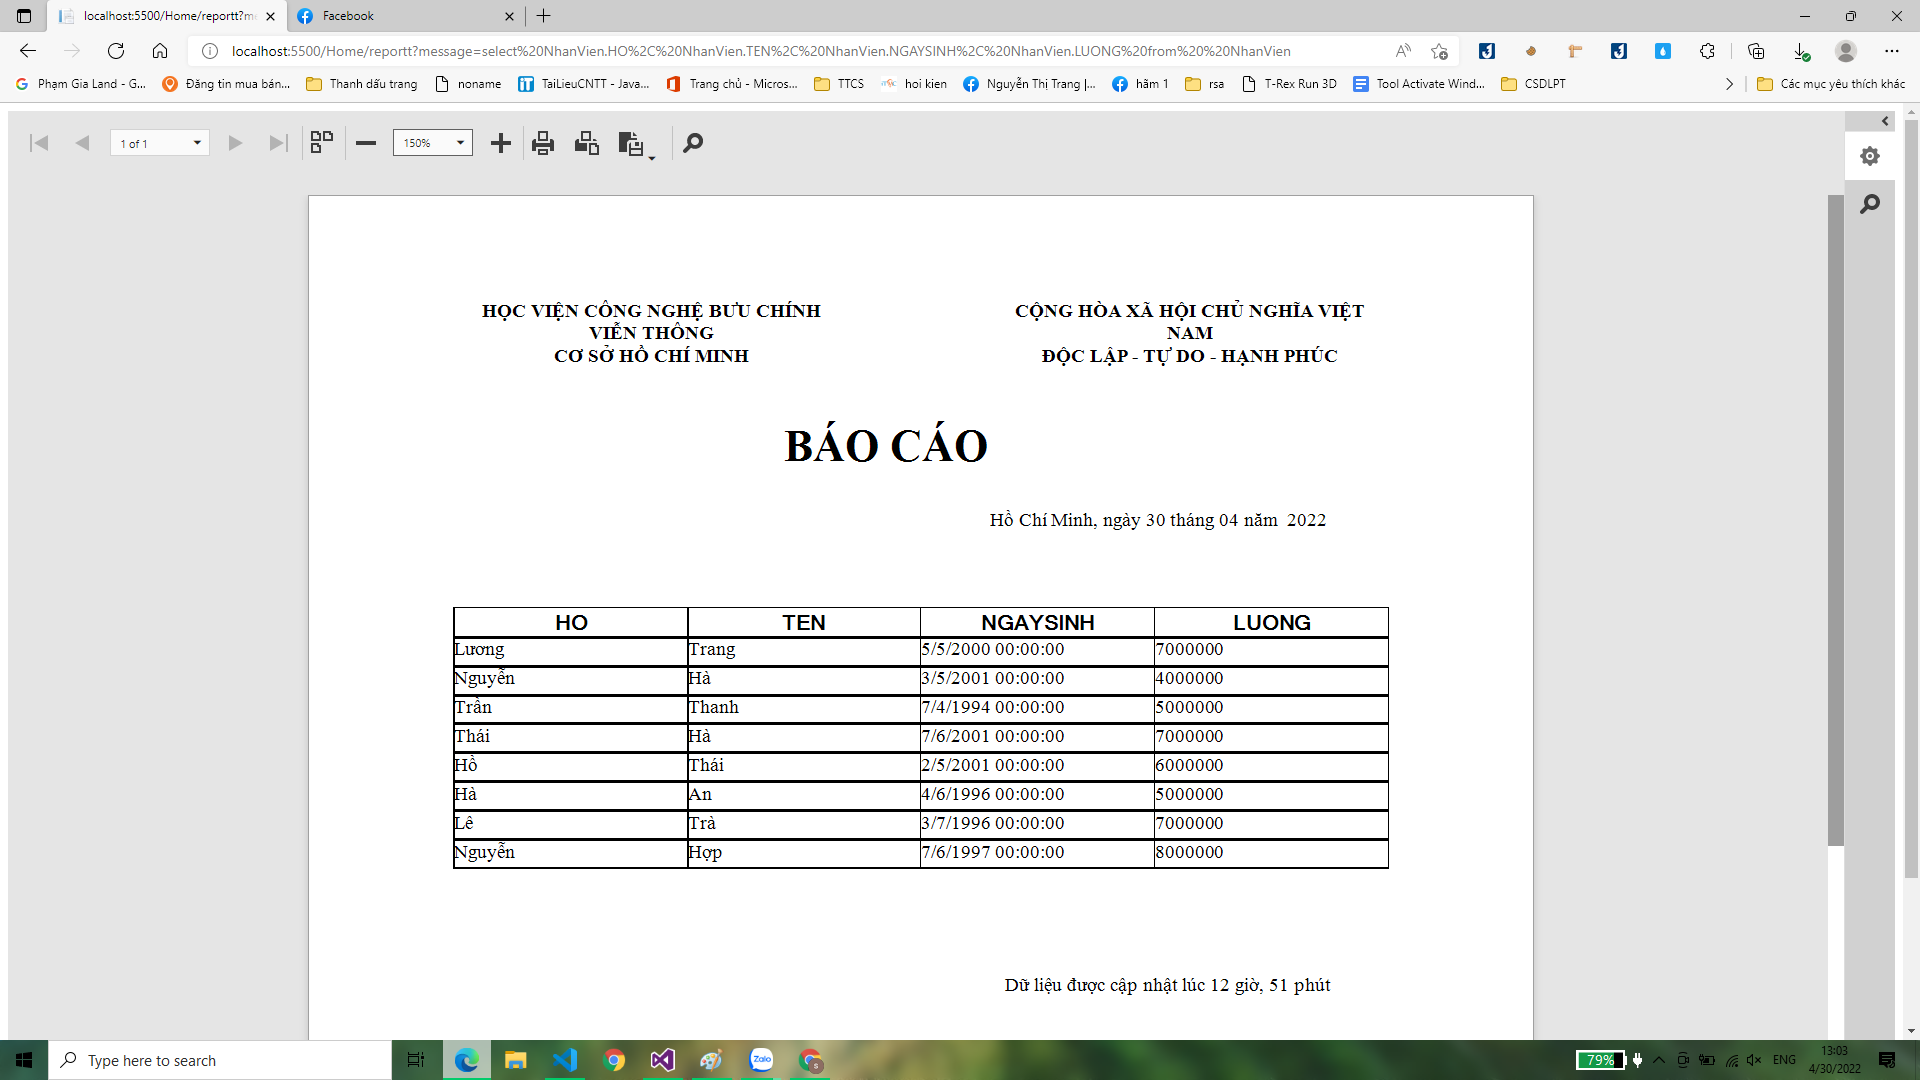 localhost:5500/Home/reportt?me
Facebook
localhost:5500/Home/reportt?message=select%20NhanVien.HO%2C%20NhanVien.TEN%2C%20NhanVien.NGAYSINH%2C%20NhanVien.LUONG%20from%20%20NhanVien
Phạm Gia Land - G...
Đăng tin mua bán...
Thanh dấu trang
noname
TaiLieuCNTT - Java...
Trang chủ - Micros...
TTCS
hoi kien
Nguyễn Thị Trang |...
hãm 1
rsa
T-Rex Run 3D
Tool Activate Wind...
CSDLPT
Các mục yêu thích khác
1 of 1
150%
HỌC VIỆN CÔNG NGHỆ BƯU CHÍNH
VIỄN THÔNG
CƠ SỞ HỒ CHÍ MINH
CỘNG HÒA XÃ HỘI CHỦ NGHĨA VIỆT
NAM
ĐỘC LẬP - TỰ DO - HẠNH PHÚC
BÁO CÁO
Hồ Chí Minh, ngày 30 tháng 04 năm  2022
HO TEN NGAYSINH LUONG
Lương Trang 5/5/2000 00:00:00 7000000
Nguyễn Hà 3/5/2001 00:00:00 4000000
Trần Thanh 7/4/1994 00:00:00 5000000
Thái Hà 7/6/2001 00:00:00 7000000
Hồ Thái 2/5/2001 00:00:00 6000000
Hà An 4/6/1996 00:00:00 5000000
Lê Trà 3/7/1996 00:00:00 7000000
Nguyễn Hợp 7/6/1997 00:00:00 8000000
Dữ liệu được cập nhật lúc 12 giờ, 51 phút
Type here to search
Zalo
79%
ENG
13:03
4/30/2022